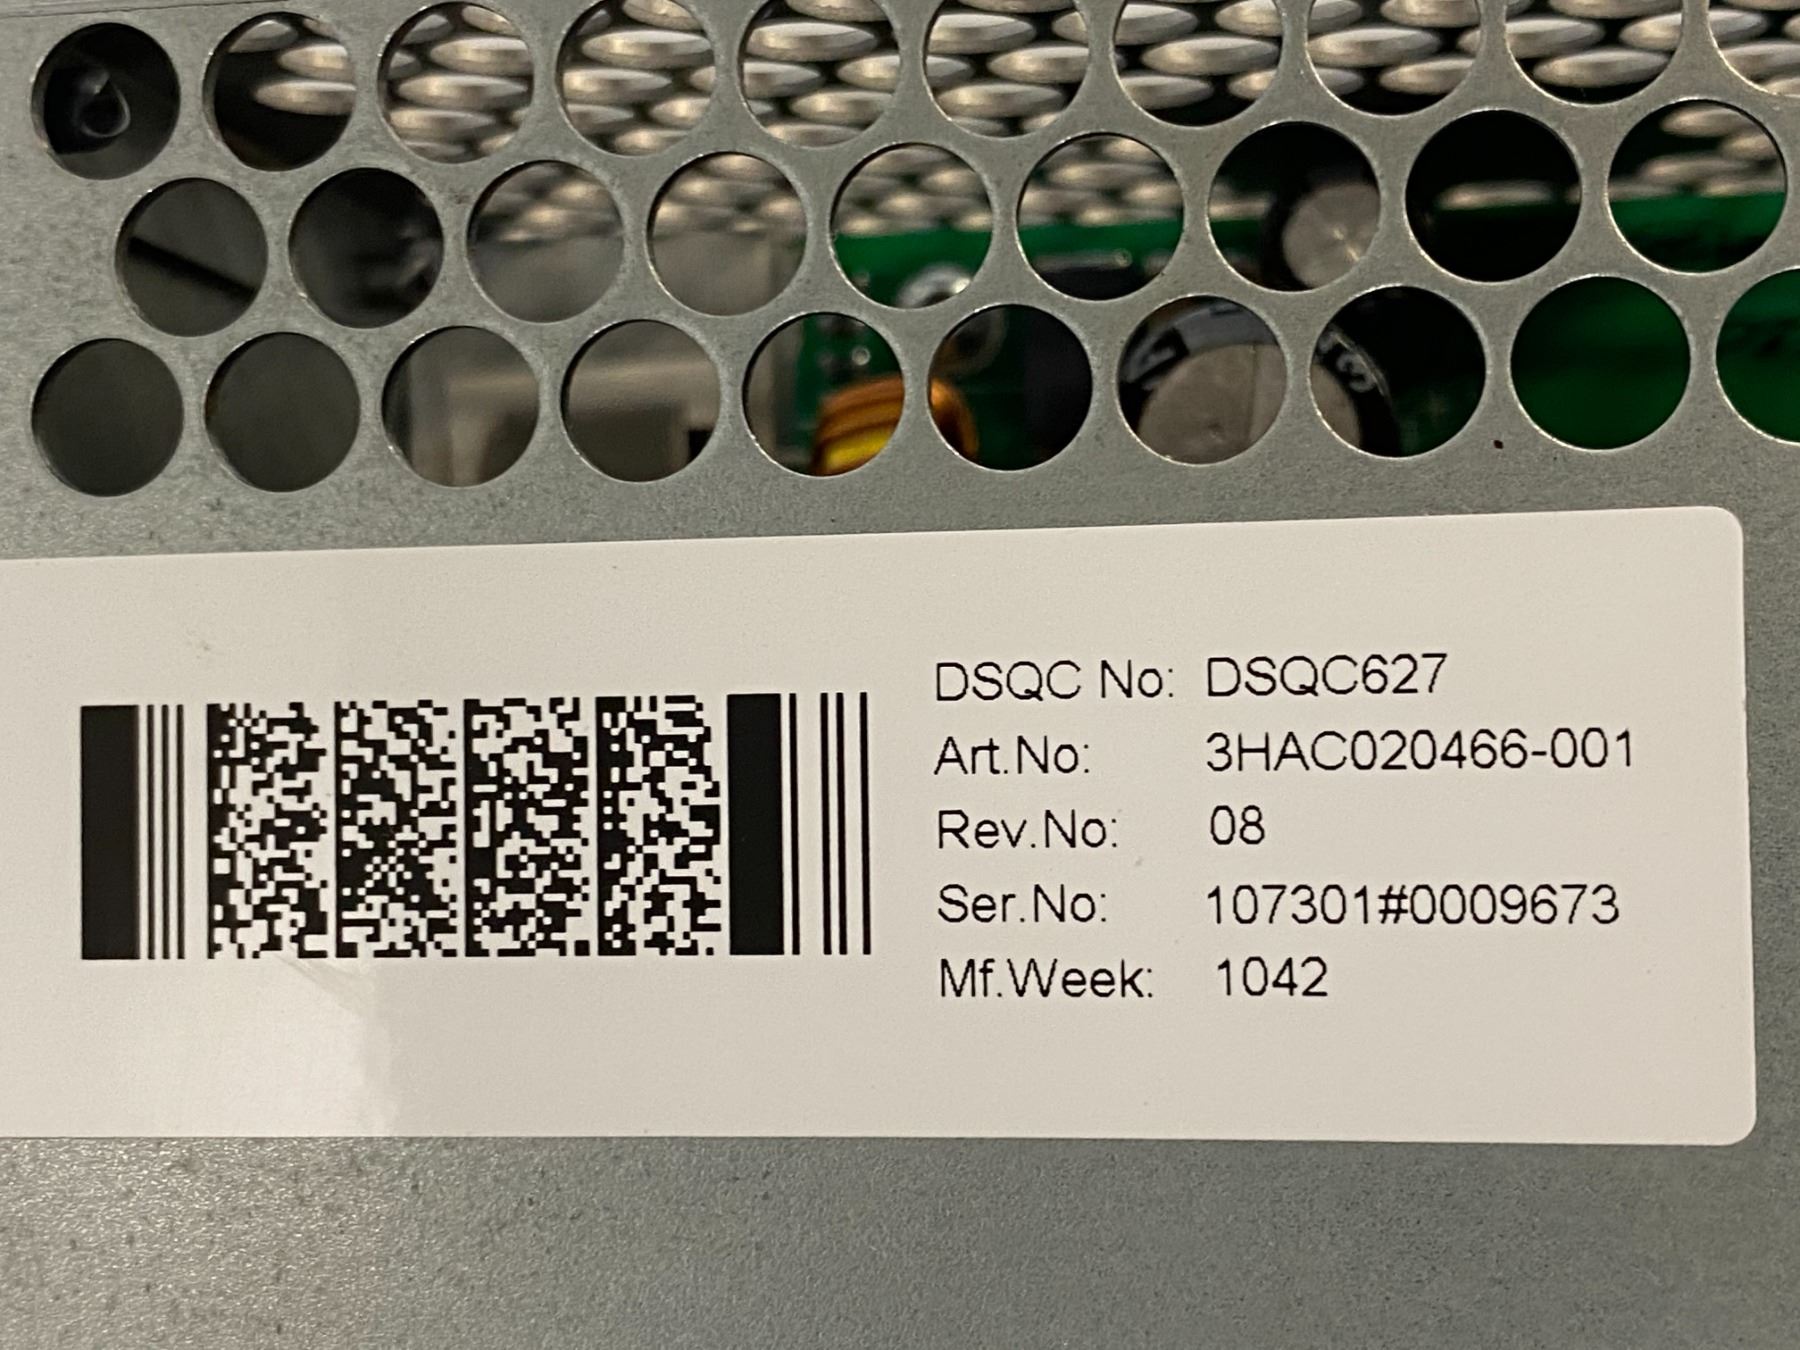 DSQC No: DSQC627
Art.No: 3HAC020466-001
Rev.No: 08
Ser.No: 107301#0009673
Mf.Week: 1042